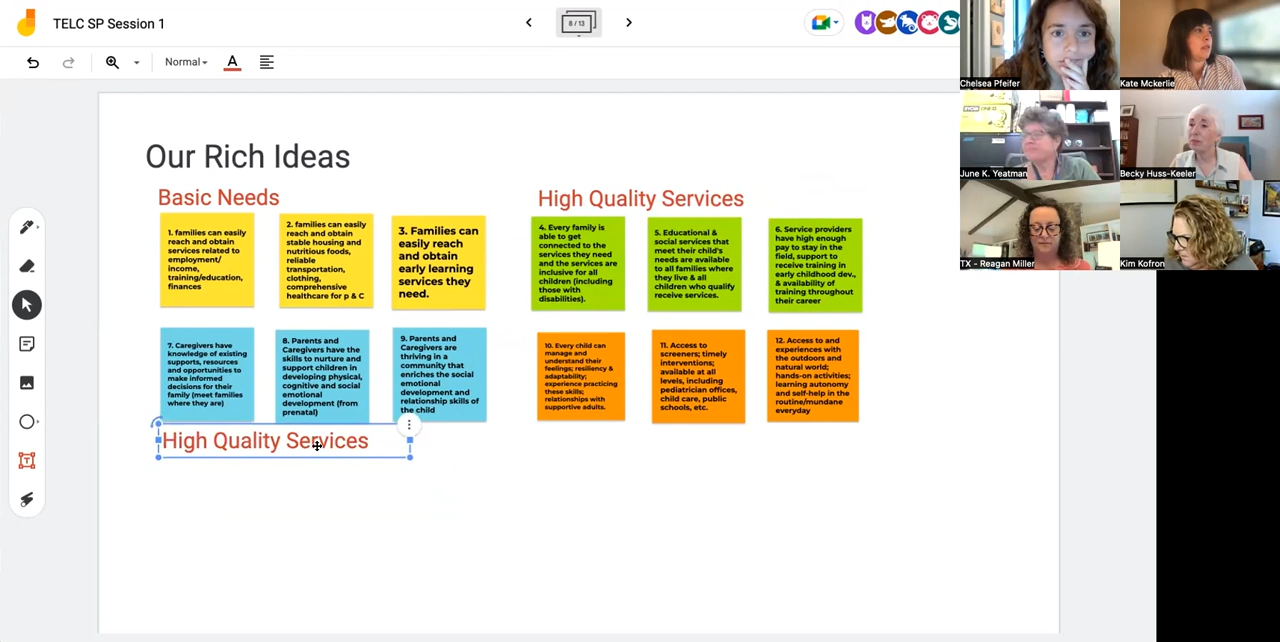 TELC SP Session 1
8 / 13
Normal
A
Our Rich Ideas
Basic Needs
1. families can easily
reach and obtain
services related to
employment/
income,
training/education,
finances
2. families can easily
reach and obtain
stable housing and
nutritious foods,
reliable
transportation,
clothing,
comprehensive
healthcare for p & C
3. Families can
easily reach
and obtain
early learning
services they
need.
High Quality Services
4. Every family is
able to get
connected to the
services they need
and the services are
inclusive for all
children (including
those with
disabilities).
5. Educational &
social services that
meet their child's
needs are available
to all families where
they live & all
children who qualify
receive services.
6. Service providers
have high enough
pay to stay in the
field, support to
receive training in
early childhood dev.,
& availability of
training throughout
their career
7. Caregivers have
knowledge of existing
supports, resources
and opportunities to
make informed
decisions for their
family (meet families
where they are)
8. Parents and
Caregivers have the
skills to nurture and
support children in
developing physical,
cognitive and social
emotional
development (from
prenatal)
9. Parents and
Caregivers are
thriving in a
community that
enriches the social
emotional
development and
relationship skills of
the child
10. Every child can
manage and
understand their
feelings; resiliency &
adaptability;
experience practicing
these skills;
relationships with
supportive adults.
11. Access to
screeners; timely
interventions;
available at all
levels, including
pediatrician offices,
child care, public
schools, etc.
12. Access to and
experiences with
the outdoors and
natural world;
hands-on activities;
learning autonomy
and self-help in the
routine/mundane
everyday
High Quality Services
Chelsea Pfeifer
Kate Mckerlie
June K. Yeatman
Becky Huss-Keeler
TX - Reagan Miller
Kim Kofron